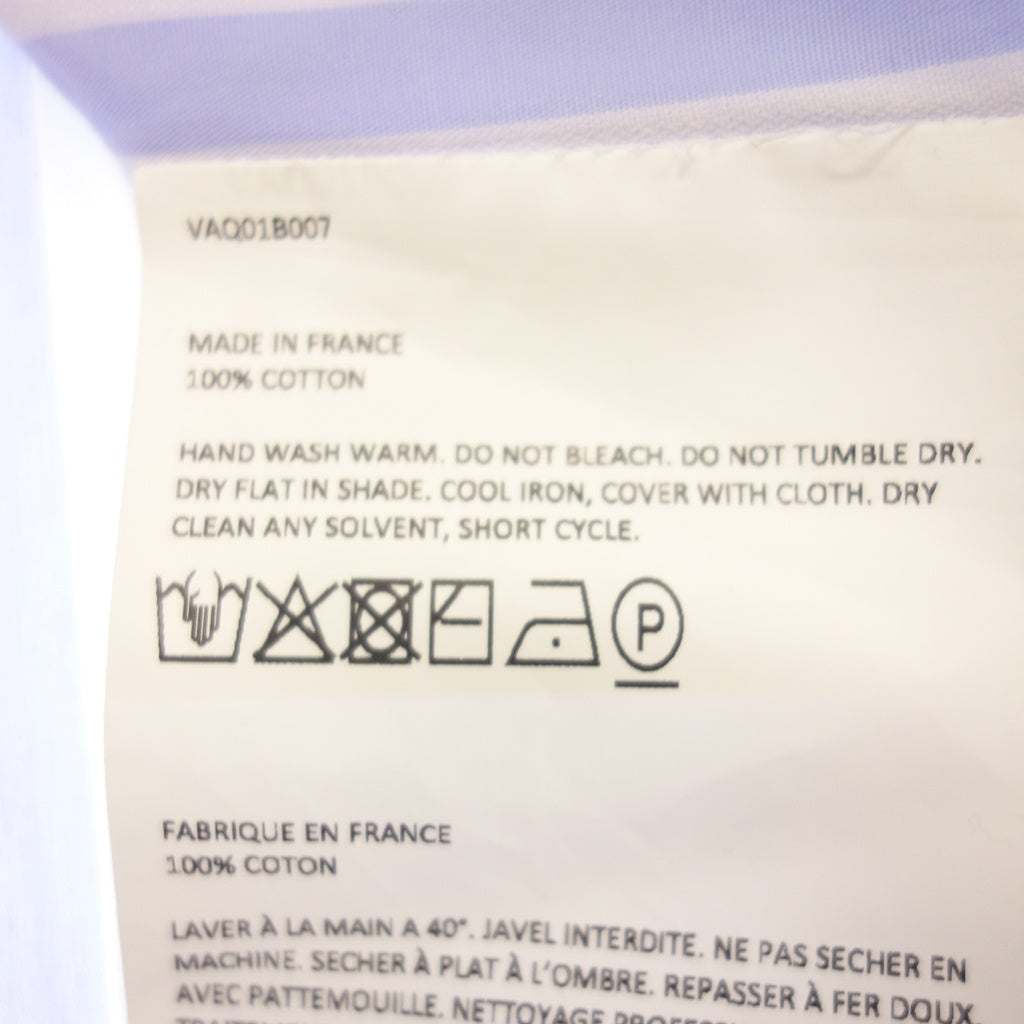 VAQ01B007
MADE IN FRANCE
100% COTTON
HAND WASH WARM. DO NOT BLEACH. DO NOT TUMBLE DRY.
DRY FLAT IN SHADE. COOL IRON, COVER WITH CLOTH. DRY
CLEAN ANY SOLVENT, SHORT CYCLE.
P
FABRIQUE EN FRANCE
100% COTON
LAVER À LA MAIN A 40°. JAVEL INTERDITE. NE PAS SECHER EN
MACHINE. SECHER À PLAT À L'OMBRE. REPASSER À FER DOUX
AVEC PATTEMOUILLE. NETTOYAGE